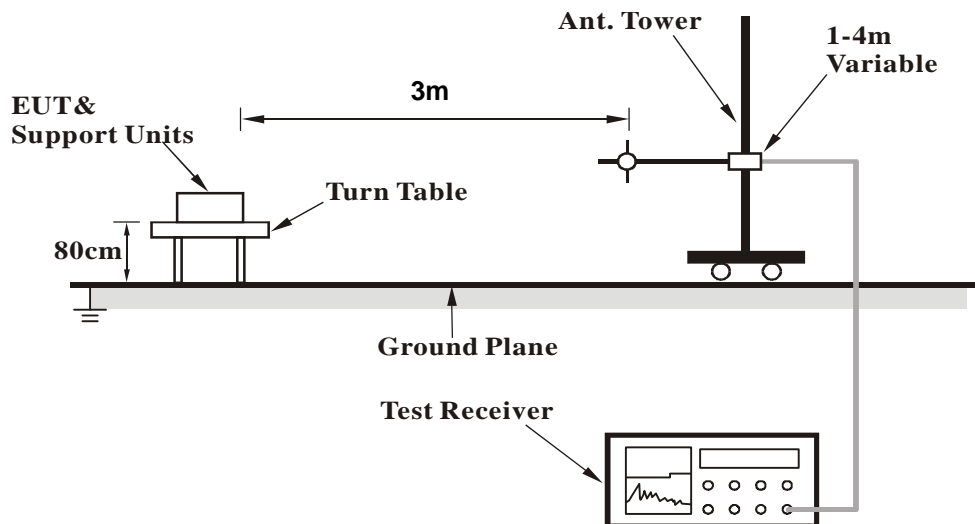 Ant. Tower
1-4m
Variable
3m
EUT&
Support Units
Turn Table
80cm
Ground Plane
Test Receiver